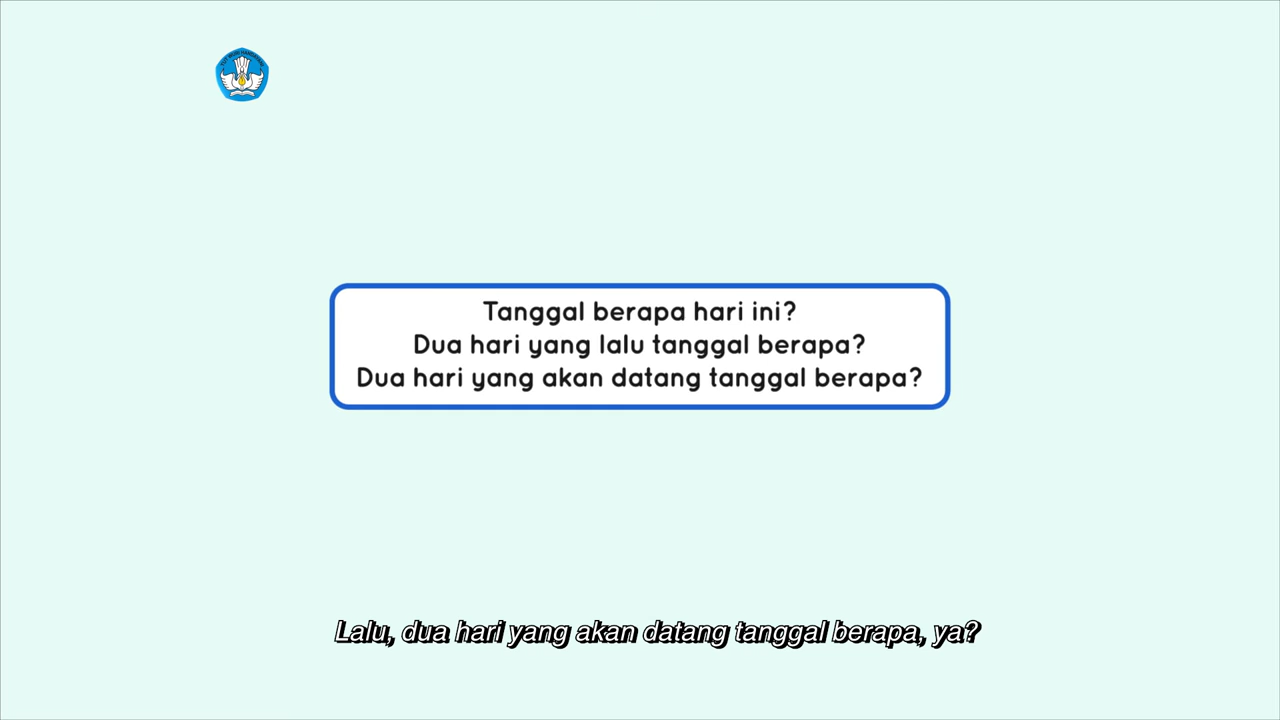 Tanggal berapa hari ini?
Dua hari yang lalu tanggal berapa?
Dua hari yang akan datang tanggal berapa?
Lalu, dua hari yang akan datang tanggal berapa, ya?